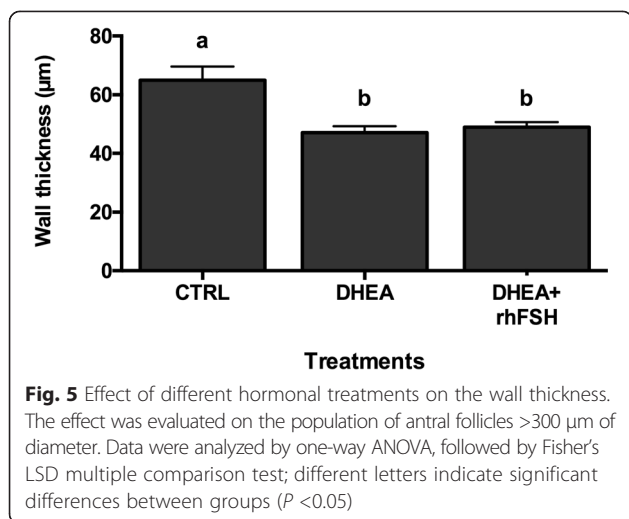 80
60
40
20
0
Wall thickness (µm)
a
b
b
CTRL
DHEA
DHEA+
rhFSH
Treatments
Fig. 5 Effect of different hormonal treatments on the wall thickness.
The effect was evaluated on the population of antral follicles >300 μm of
diameter. Data were analyzed by one-way ANOVA, followed by Fisher's
LSD multiple comparison test; different letters indicate significant
differences between groups (P <0.05)